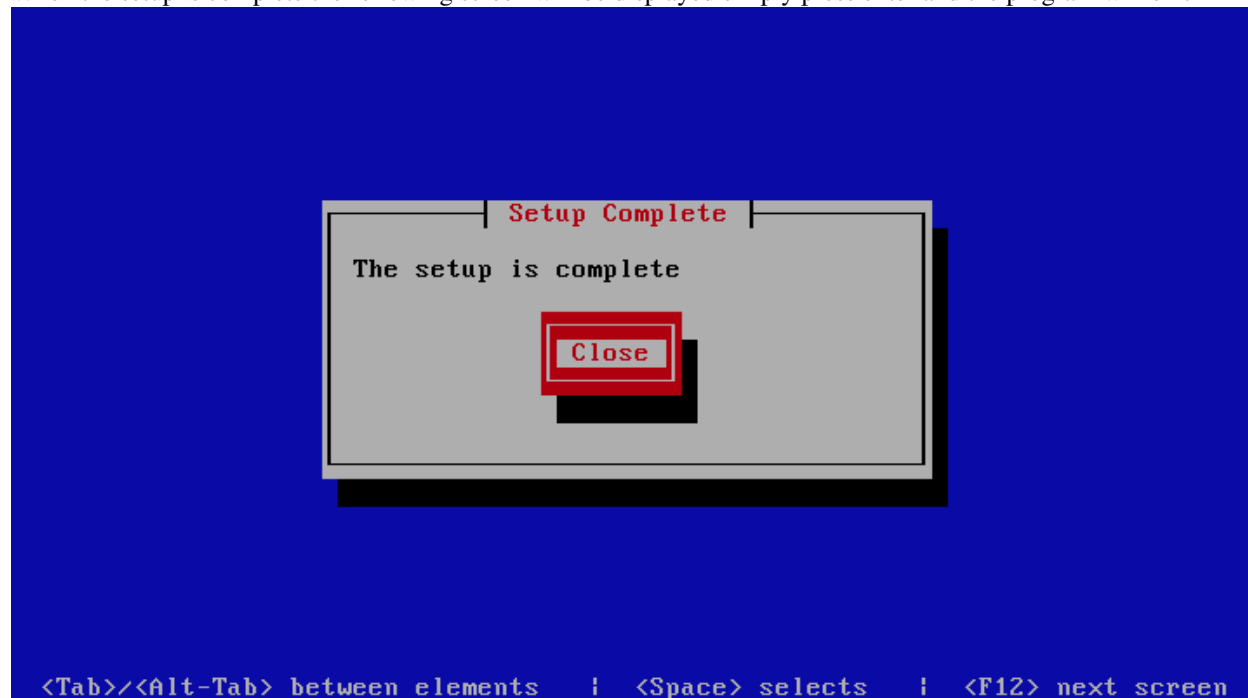 Setup Complete
The setup is complete
Close
<Tab>/<Alt-Tab> between elements | <Space> selects | <F12> next screen